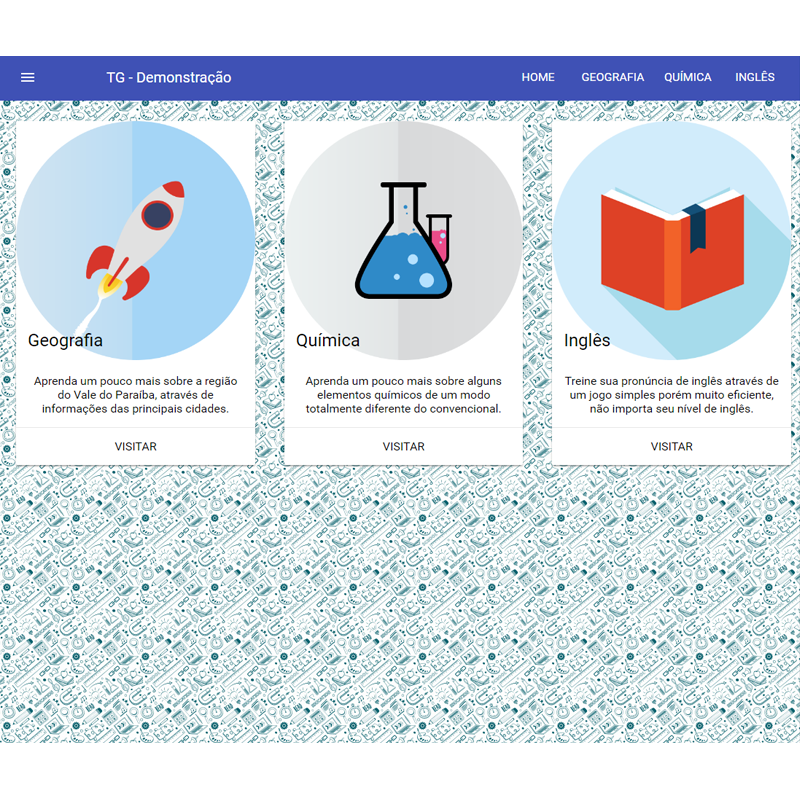 TG - Demonstração
HOME
GEOGRAFIA
QUÍMICA
INGLÊS
Geografia
Aprenda um pouco mais sobre a região
do Vale do Paraíba, através de
informações das principais cidades.
VISITAR
Química
Aprenda um pouco mais sobre alguns
elementos químicos de um modo
totalmente diferente do convencional.
VISITAR
Inglês
Treine sua pronúncia de inglês através de
um jogo simples porém muito eficiente,
não importa seu nível de inglês.
VISITAR